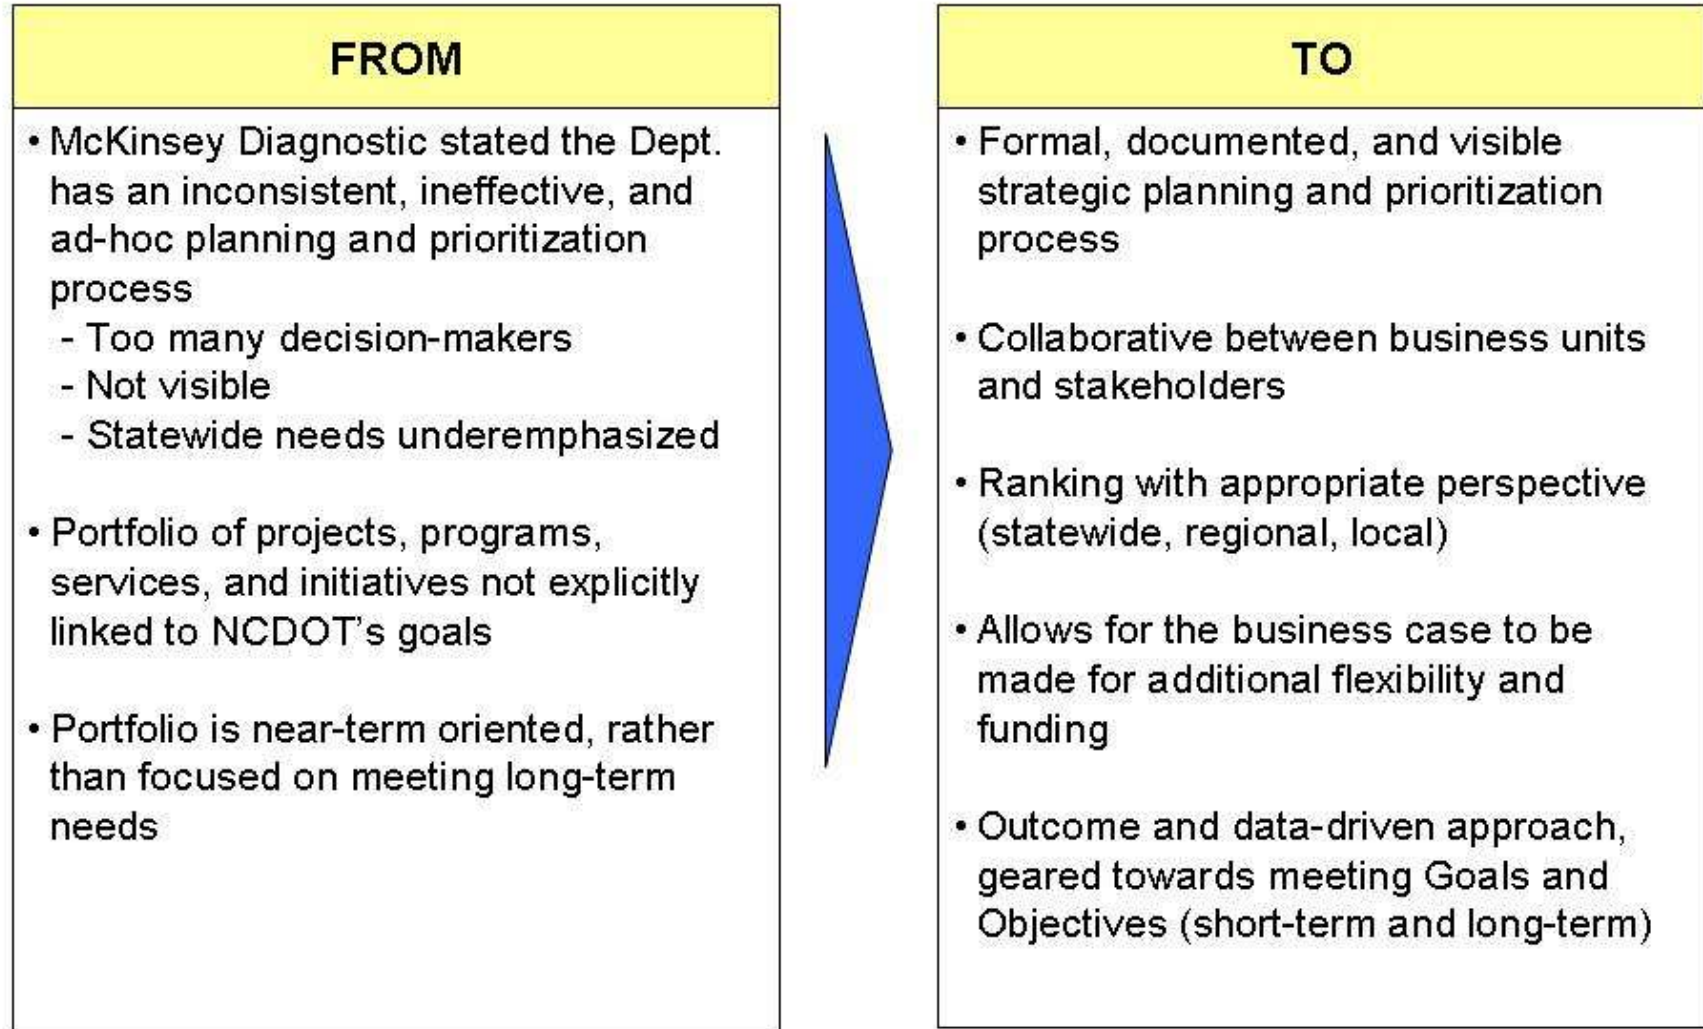 FROM
• McKinsey Diagnostic stated the Dept.
has an inconsistent, ineffective, and
ad-hoc planning and prioritization
process
- Too many decision-makers
- Not visible
- Statewide needs underemphasized
• Portfolio of projects, programs,
services, and initiatives not explicitly
linked to NCDOT's goals
• Portfolio is near-term oriented, rather
than focused on meeting long-term
needs
TO
• Formal, documented, and visible
strategic planning and prioritization
process
• Collaborative between business units
and stakeholders
• Ranking with appropriate perspective
(statewide, regional, local)
• Allows for the business case to be
made for additional flexibility and
funding
• Outcome and data-driven approach,
geared towards meeting Goals and
Objectives (short-term and long-term)